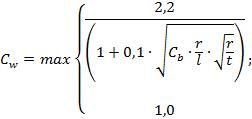 C_w = max { 2,2 / (1 + 0,1 · √(C_b · r/l · √(r/t))) ;
1,0